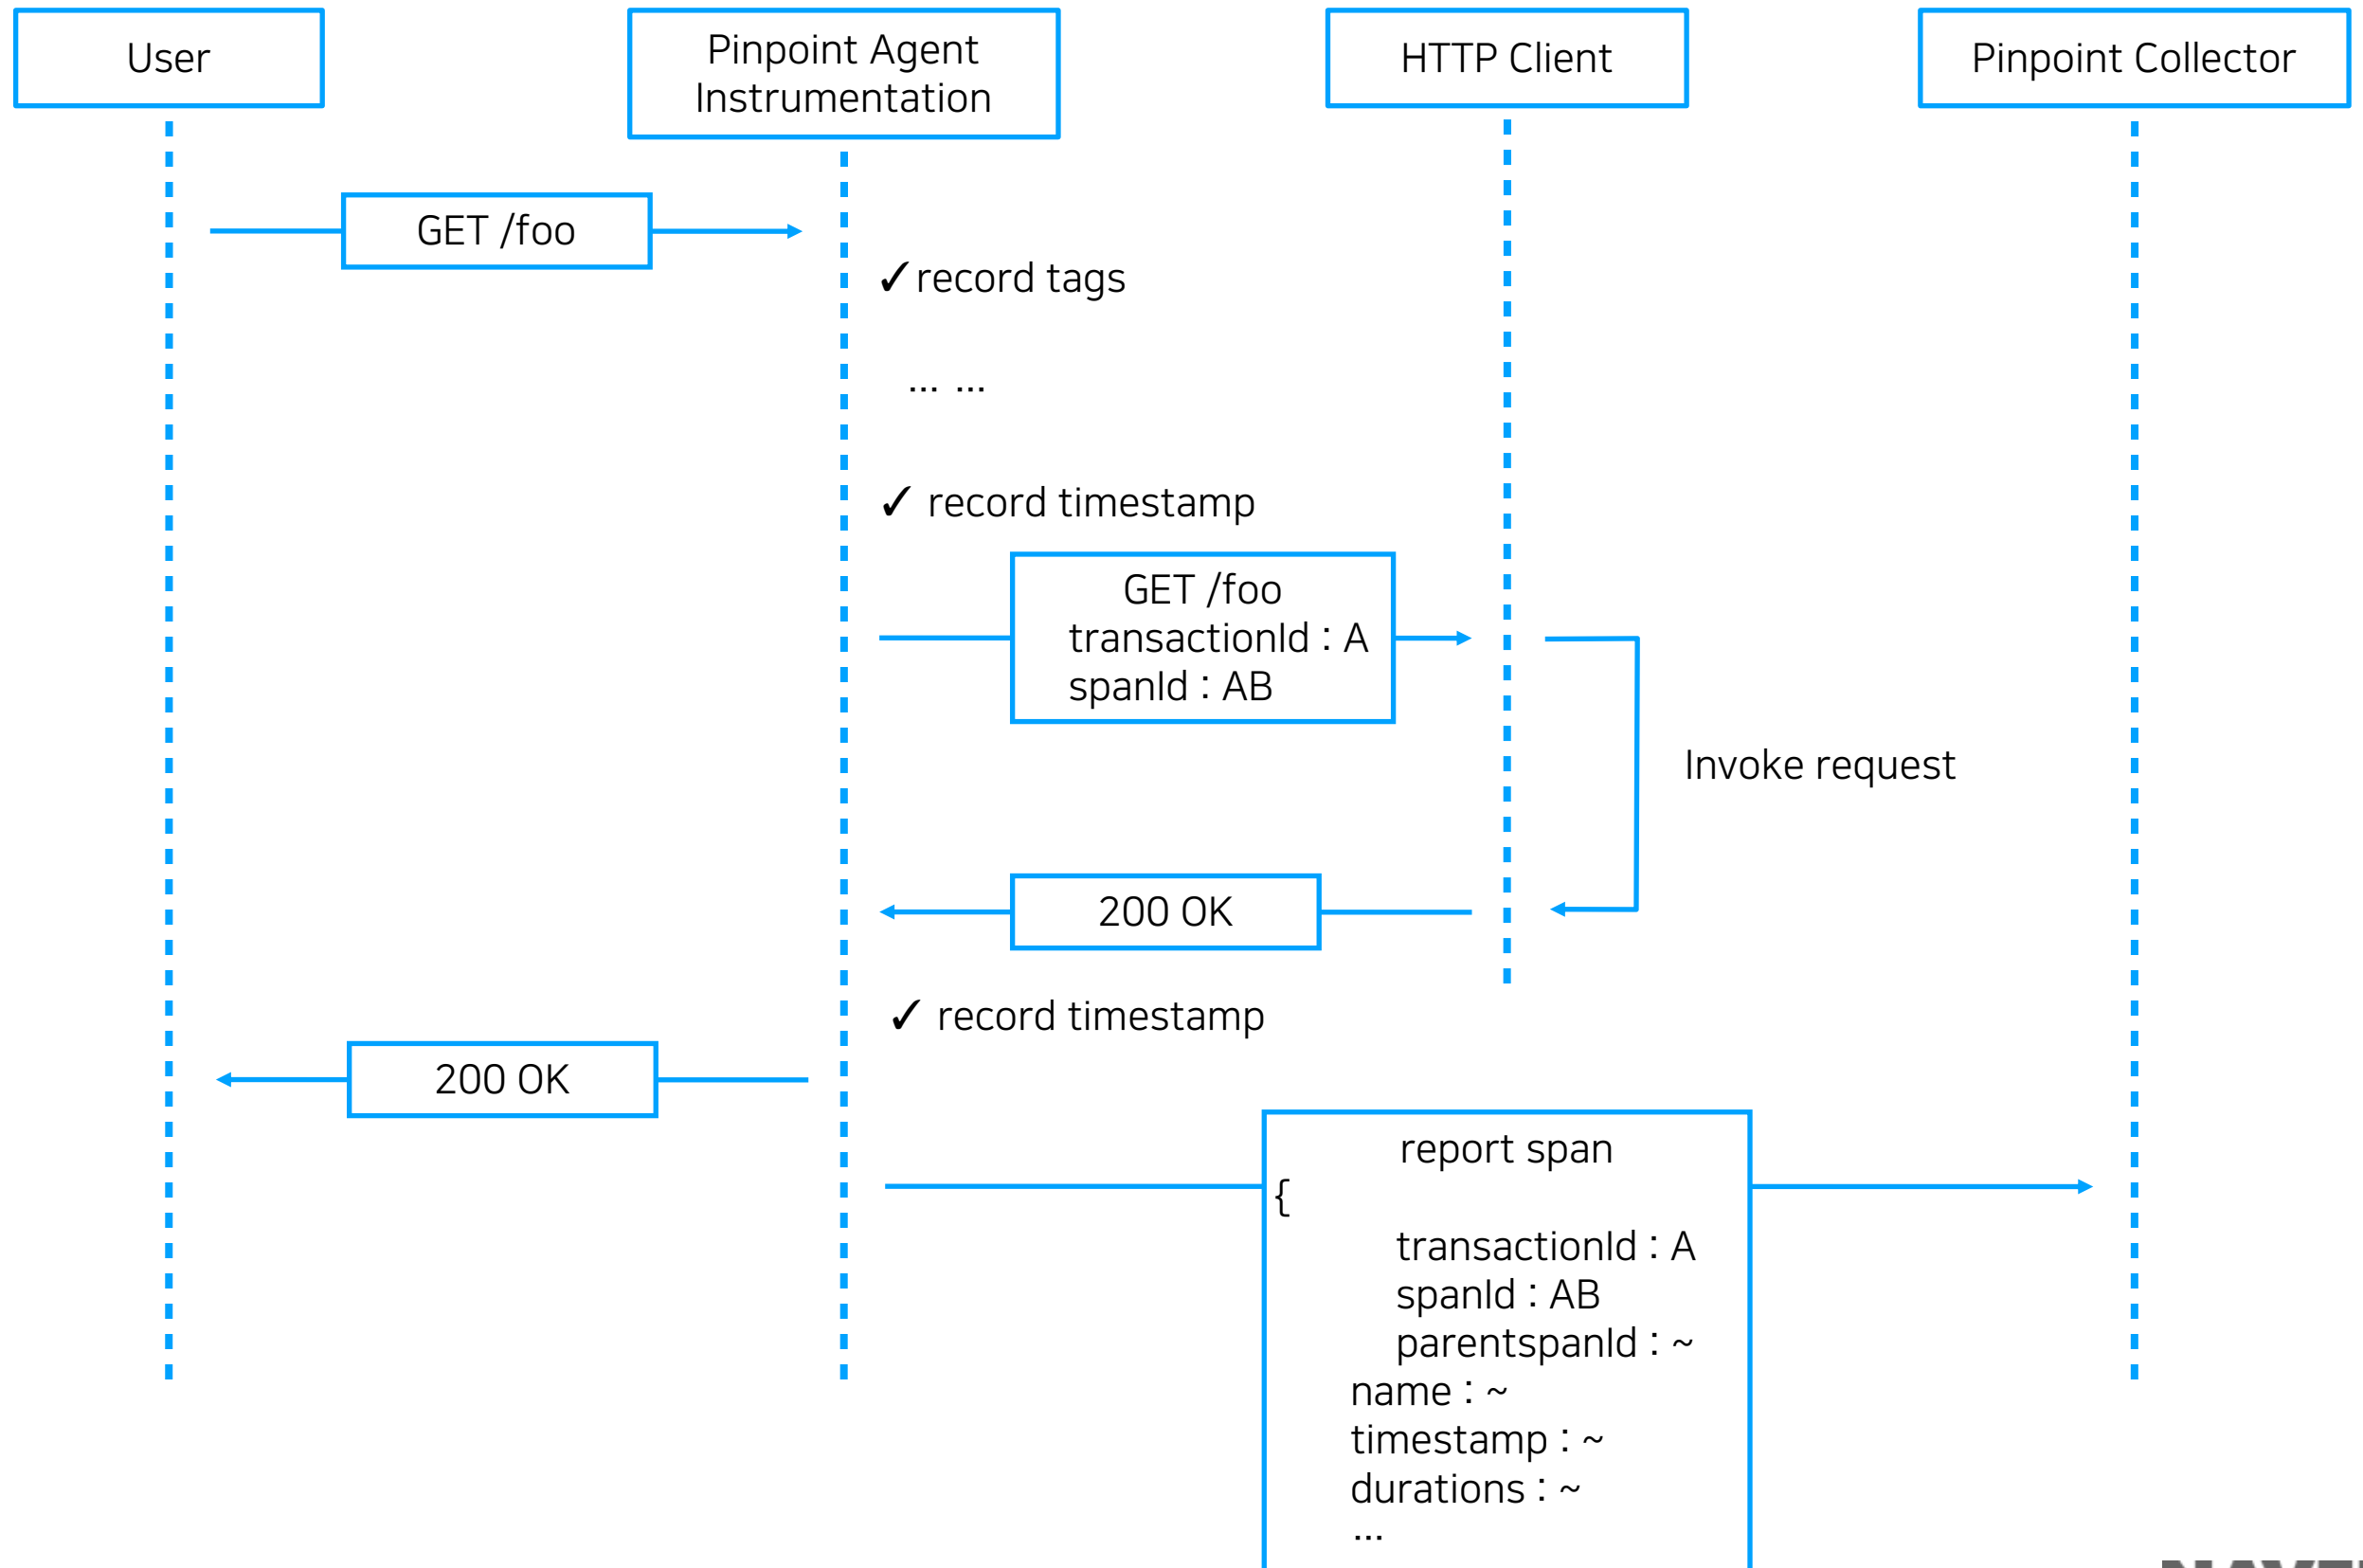 User
Pinpoint Agent
Instrumentation
HTTP Client
Pinpoint Collector
GET /foo
✓record tags
... ...
✓ record timestamp
GET /foo
transactionId : A
spanId : AB
Invoke request
200 OK
✓ record timestamp
200 OK
report span
{
transactionId : A
spanId : AB
parentspanId : ~
name : ~
timestamp : ~
durations : ~
...